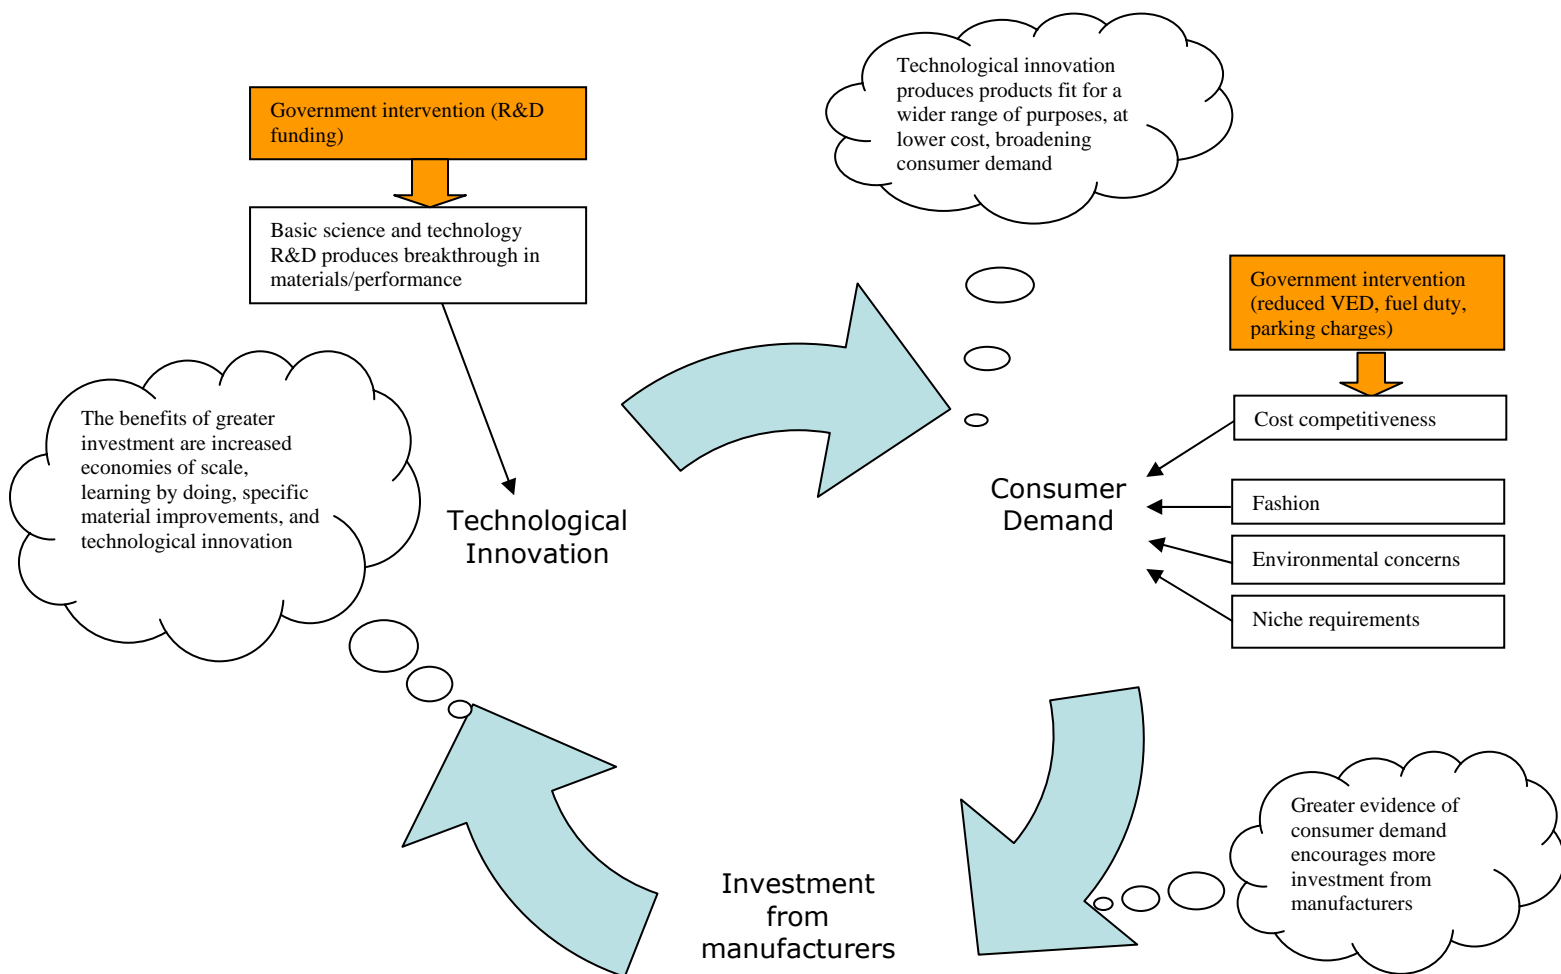 Government intervention (R&D
funding)
Basic science and technology
R&D produces breakthrough in
materials/performance
Technological innovation
produces products fit for a
wider range of purposes, at
lower cost, broadening
consumer demand
Government intervention
(reduced VED, fuel duty,
parking charges)
Cost competitiveness
Fashion
Environmental concerns
Niche requirements
Consumer
Demand
The benefits of greater
investment are increased
economies of scale,
learning by doing, specific
material improvements, and
technological innovation
Technological
Innovation
Greater evidence of
consumer demand
encourages more
investment from
manufacturers
Investment
from
manufacturers